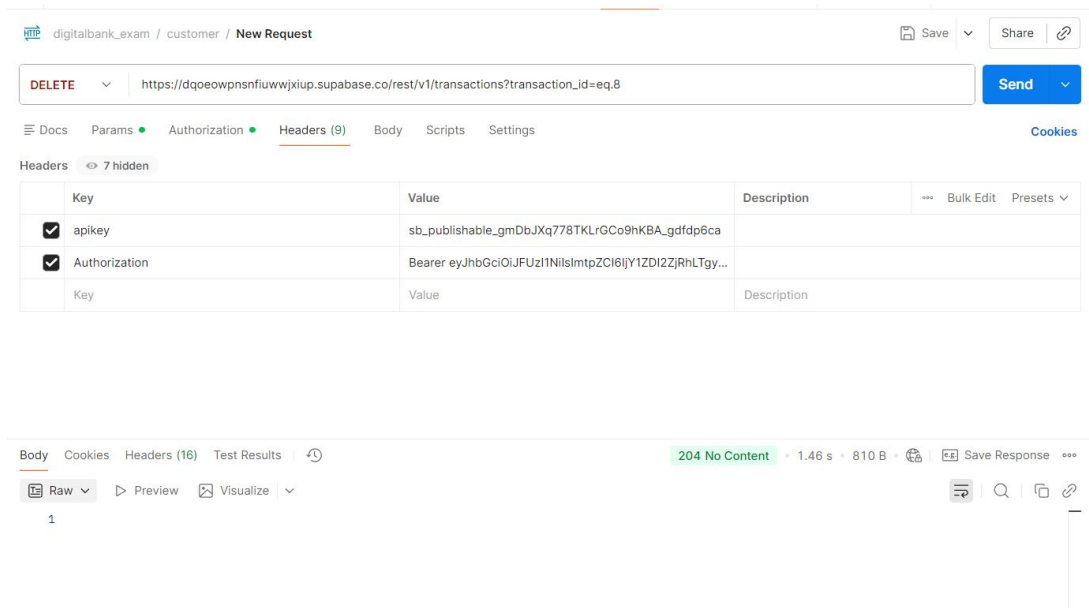 HTTP digitalbank_exam / customer / New Request Save Share
DELETE https://dqoeowpnsnfiuwwjxiup.supabase.co/rest/v1/transactions?transaction_id=eq.8 Send
Docs Params Authorization Headers (9) Body Scripts Settings Cookies
Headers 7 hidden
Key Value Description Bulk Edit Presets
apikey sb_publishable_gmDbJXq778TKLrGCo9hKBA_gdfdp6ca
Authorization Bearer eyJhbGciOiJFUzI1NiIsImtpZCI6IjY1ZDI2ZjRhLTgy...
Key Value Description
Body Cookies Headers (16) Test Results 204 No Content • 1.46 s • 810 B • e.g. Save Response
Raw Preview Visualize
1